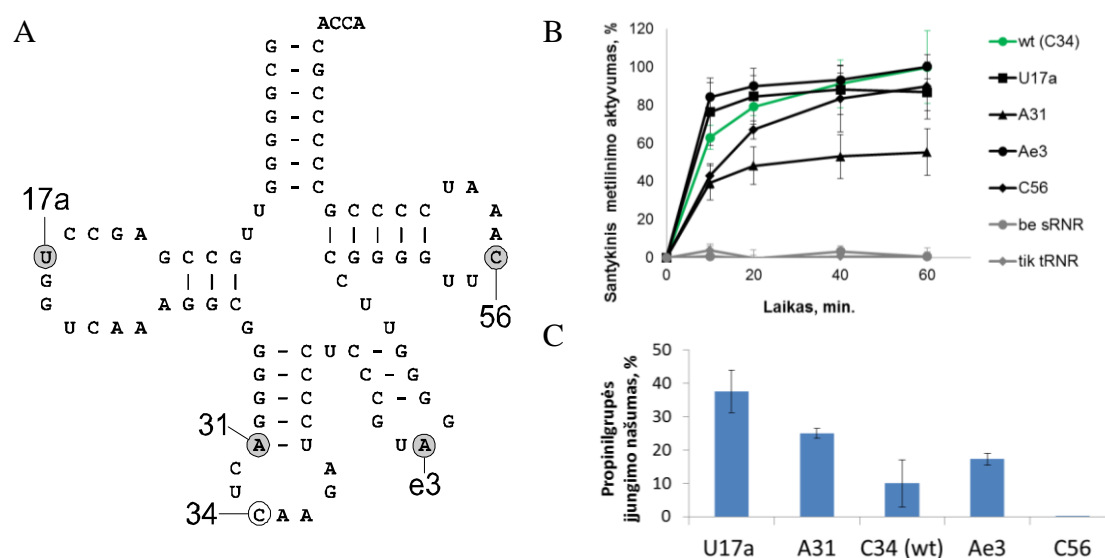 A
ACCA
G – C
C – G
G – C
G – C
G – C
G – C
G – C
U A
17a
U G C C C C A
C C G A U A
U G C C G C
G C G G G G U U
G A G G C U 56
U C A A G U
G – C U C – G
G C C – G
G C C – G
31 G C G G
A – U U A
C A e3
U G
34 C A A
B
Santykinis metilinimo aktyvumas, %
120
100
80
60
40
20
0
0 20 40 60
Laikas, min.
wt (C34)
U17a
A31
Ae3
C56
be sRNR
tik tRNR
C
Propinilgrupės
įjungimo našumas, %
50
40
30
20
10
0
U17a A31 C34 (wt) Ae3 C56